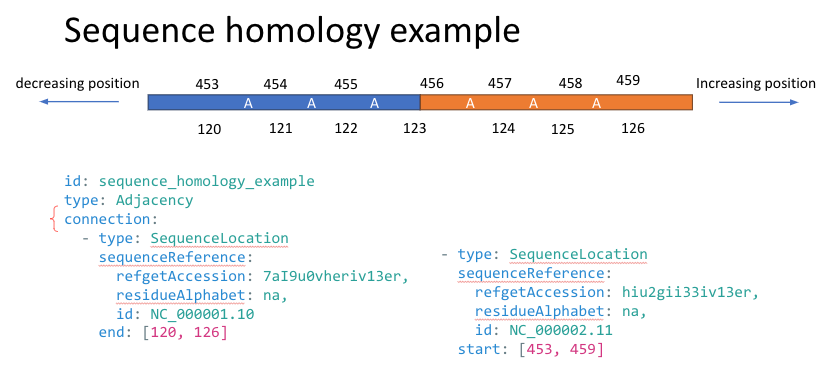 Sequence homology example
453 454 455 456 457 458 459
decreasing position
Increasing position
A A A A A A
120 121 122 123 124 125 126
id: sequence_homology_example
type: Adjacency
connection:
- type: SequenceLocation
sequenceReference:
refgetAccession: 7aI9u0vheriv13er,
residueAlphabet: na,
id: NC_000001.10
end: [120, 126]
- type: SequenceLocation
sequenceReference:
refgetAccession: hiu2gii33iv13er,
residueAlphabet: na,
id: NC_000002.11
start: [453, 459]